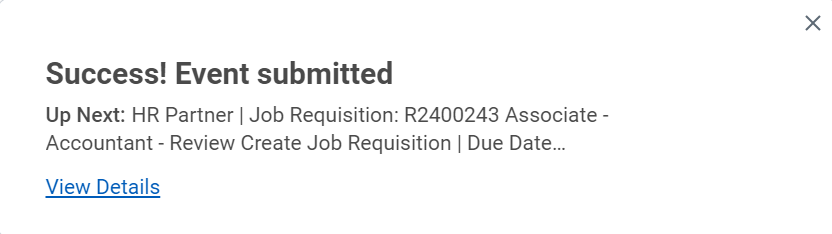 Success! Event submitted
Up Next: HR Partner | Job Requisition: R2400243 Associate -
Accountant - Review Create Job Requisition | Due Date…
View Details